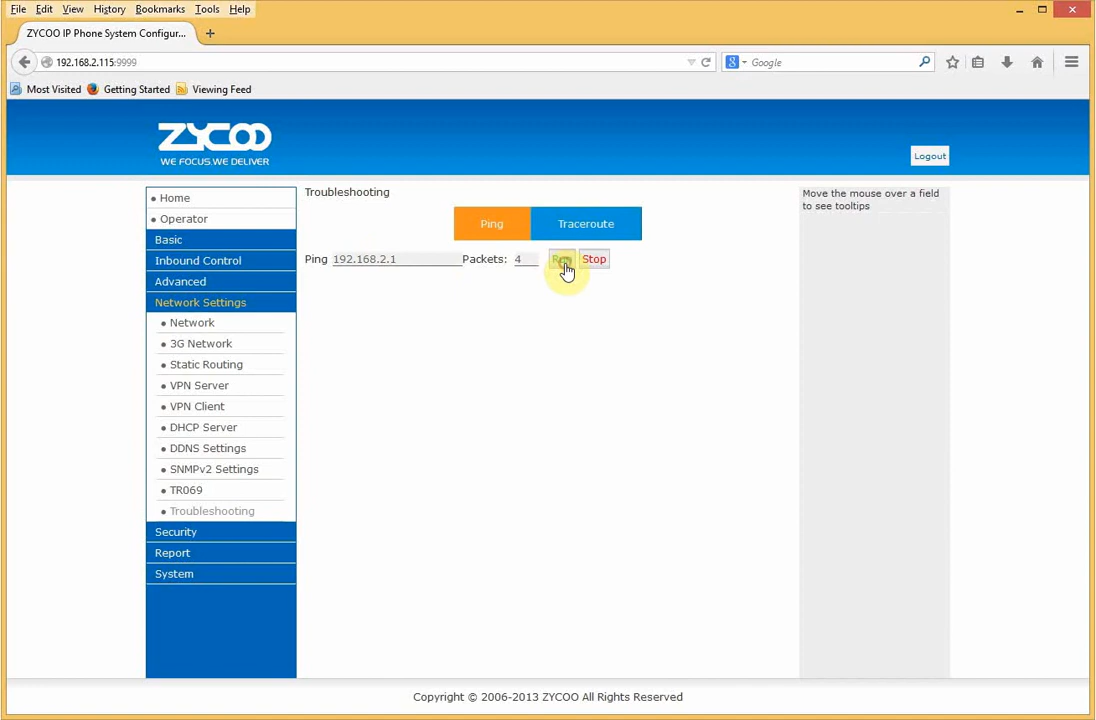 File Edit View History Bookmarks Tools Help
ZYCOO IP Phone System Configur...
192.168.2.115:9999
Google
Most Visited Getting Started Viewing Feed
ZYCOO
WE FOCUS.WE DELIVER
Logout
Home
Operator
Basic
Inbound Control
Advanced
Network Settings
Network
3G Network
Static Routing
VPN Server
VPN Client
DHCP Server
DDNS Settings
SNMPv2 Settings
TR069
Troubleshooting
Security
Report
System
Troubleshooting
Ping Traceroute
Ping 192.168.2.1 Packets: 4 Run Stop
Move the mouse over a field
to see tooltips
Copyright © 2006-2013 ZYCOO All Rights Reserved